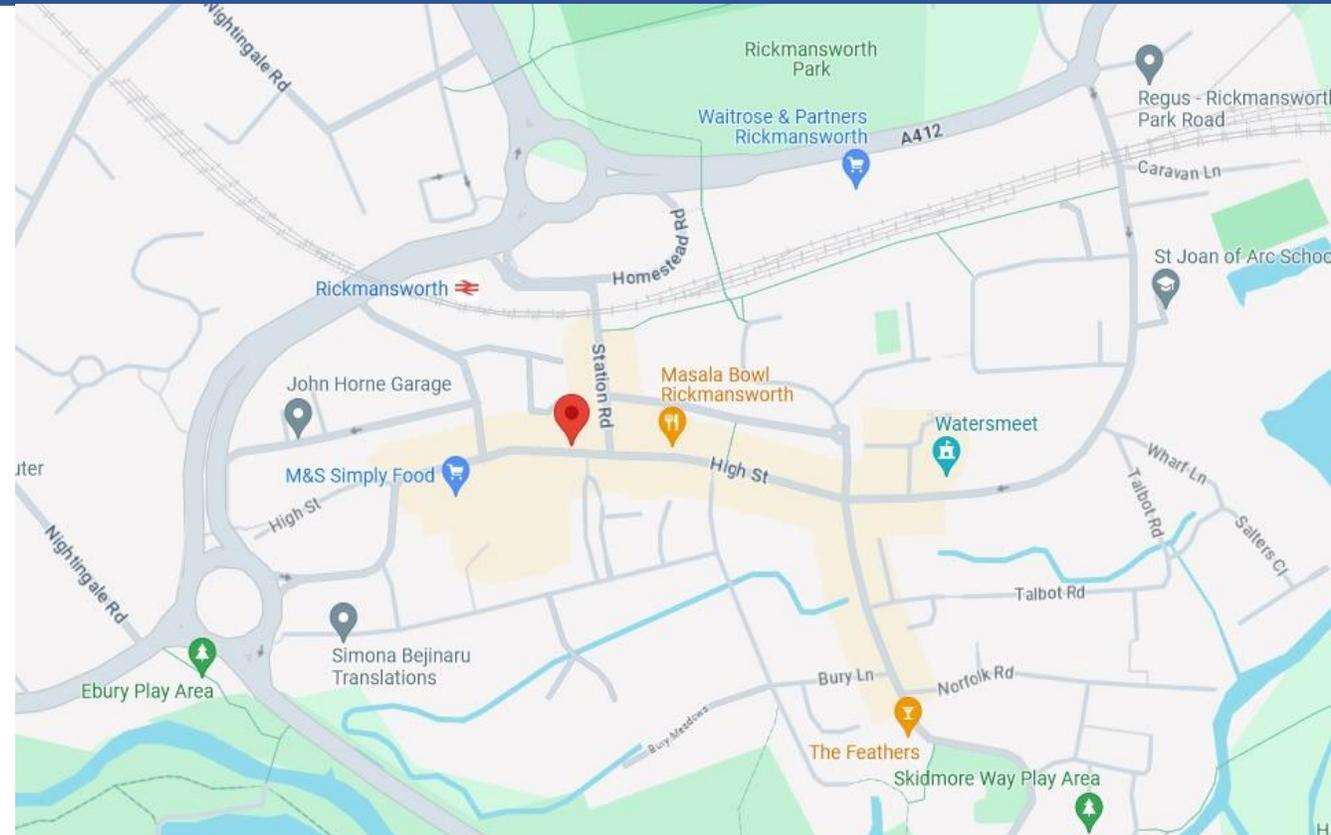 Nightingale Rd
Rickmansworth
Park
Waitrose & Partners
Rickmansworth
A412
Regus - Rickmansworth
Park Road
Caravan Ln
Homestead Rd
St Joan of Arc Schoo
Rickmansworth
Station Rd
John Horne Garage
Masala Bowl
Rickmansworth
Watersmeet
uter
M&S Simply Food
High St
High St
Wharf Ln
Talbot Rd
Salters Cl
Nightingale Rd
Talbot Rd
Simona Bejinaru
Translations
Ebury Play Area
Bury Ln
Norfolk Rd
Bury Meadows
The Feathers
Skidmore Way Play Area
H